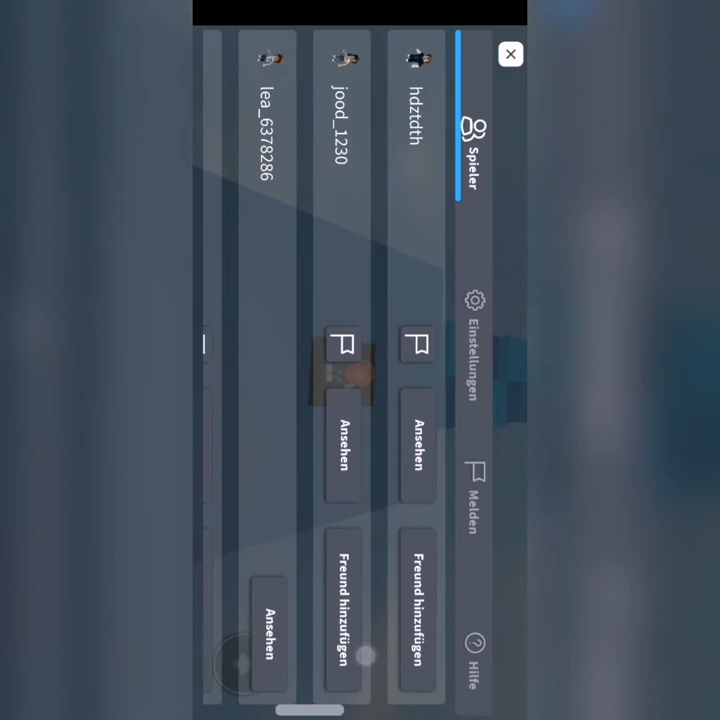 Spieler
Einstellungen
Melden
Hilfe
hdztdth
Ansehen
Freund hinzufügen
jood_1230
Ansehen
Freund hinzufügen
lea_6378286
Ansehen